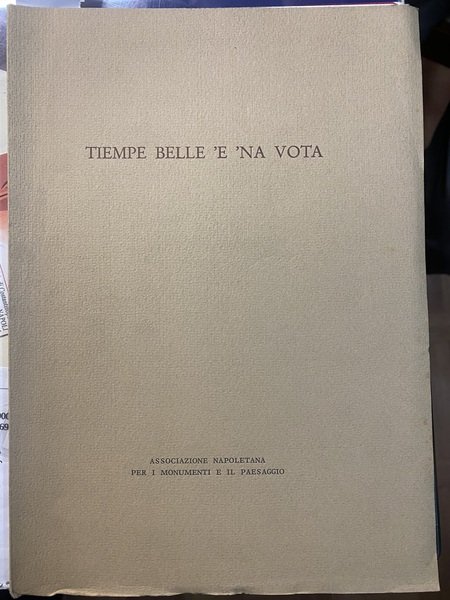 TIEMPE BELLE 'E 'NA VOTA
ASSOCIAZIONE NAPOLETANA
PER I MONUMENTI E IL PAESAGGIO